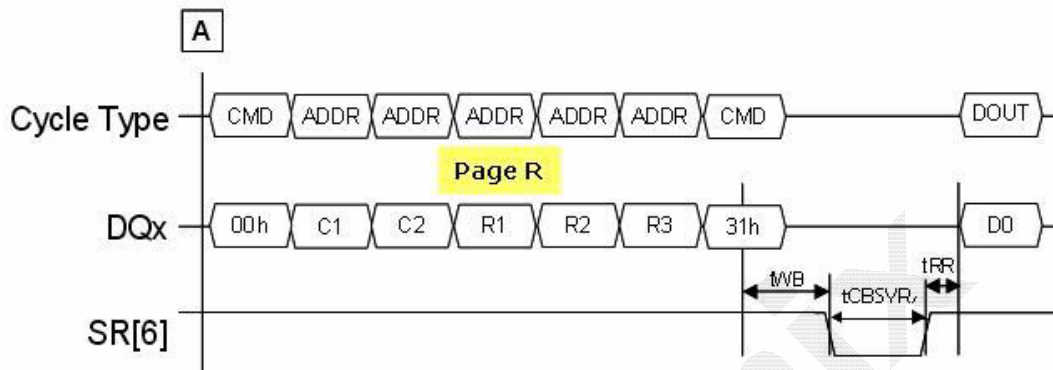 A
Cycle Type CMD ADDR ADDR ADDR ADDR ADDR CMD DOUT
Page R
DQx 00h C1 C2 R1 R2 R3 31h D0
tWB tRR
SR[6]